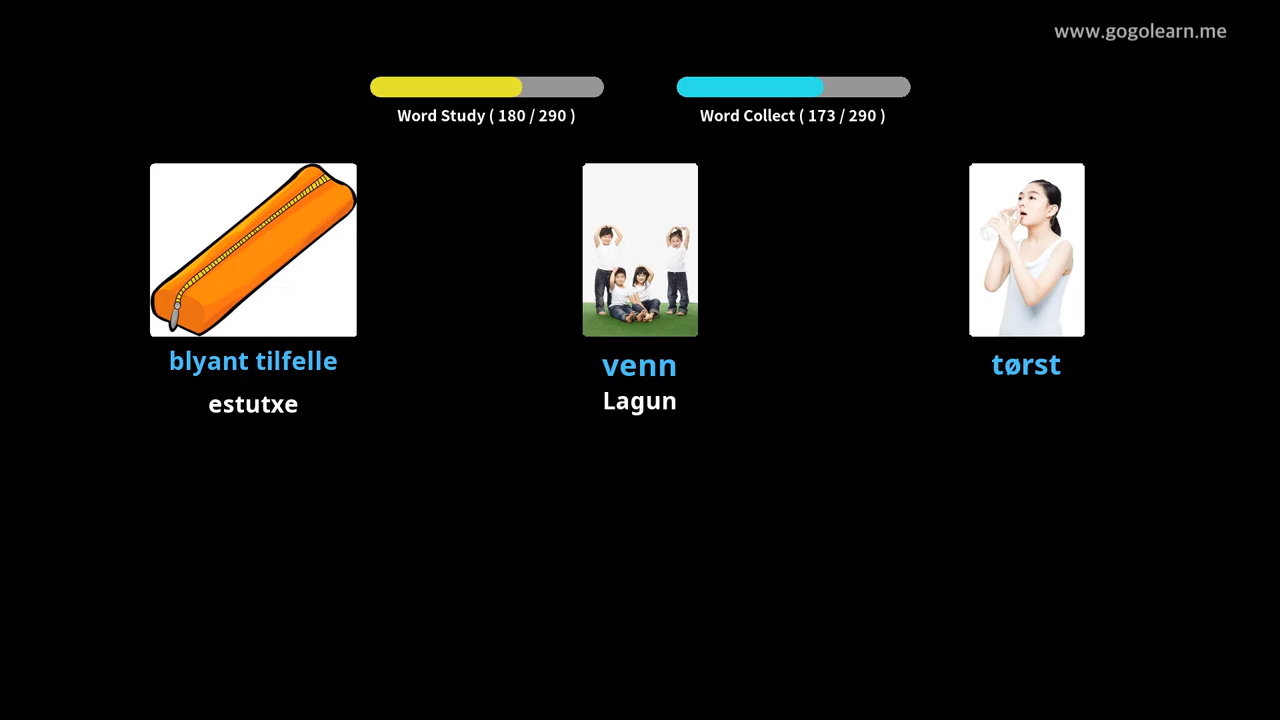 www.gogolearn.me
Word Study ( 180 / 290 )
Word Collect ( 173 / 290 )
blyant tilfelle
estutxe
venn
Lagun
tørst